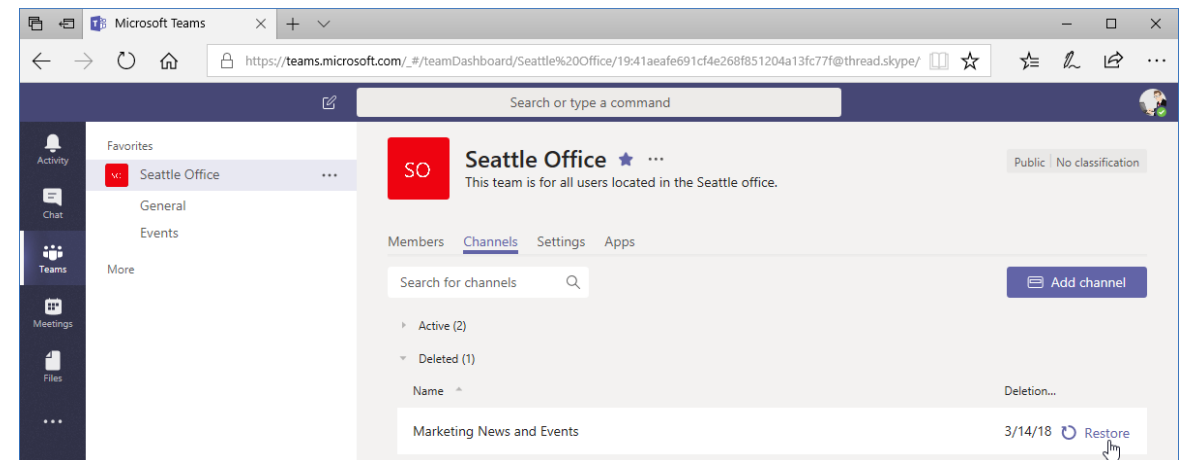 Microsoft Teams
https://teams.microsoft.com/_#/teamDashboard/Seattle%20Office/19:41aeafe691cf4e268f851204a13fc77f@thread.skype/
Search or type a command
Activity
Chat
Teams
Meetings
Files
Favorites
Seattle Office
General
Events
More
SO
Seattle Office
This team is for all users located in the Seattle office.
Public No classification
Members Channels Settings Apps
Search for channels
Add channel
Active (2)
Deleted (1)
Name Deletion...
Marketing News and Events 3/14/18 Restore